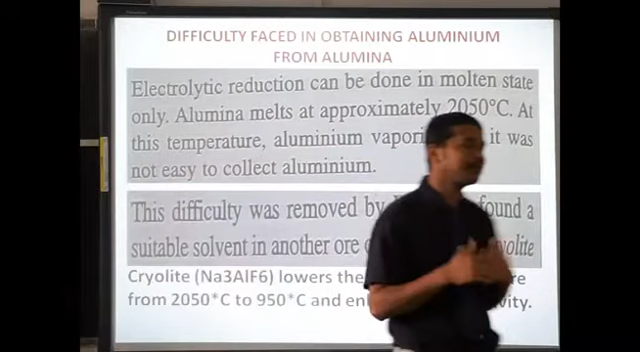 DIFFICULTY FACED IN OBTAINING ALUMINIUM
FROM ALUMINA
Electrolytic reduction can be done in molten state
only. Alumina melts at approximately 2050°C. At
this temperature, aluminium it was
not easy to collect aluminium.
This difficulty was removed by found a
suitable solvent in another ore
Cryolite (Na3AlF6) lowers the
from 2050*C to 950*C and